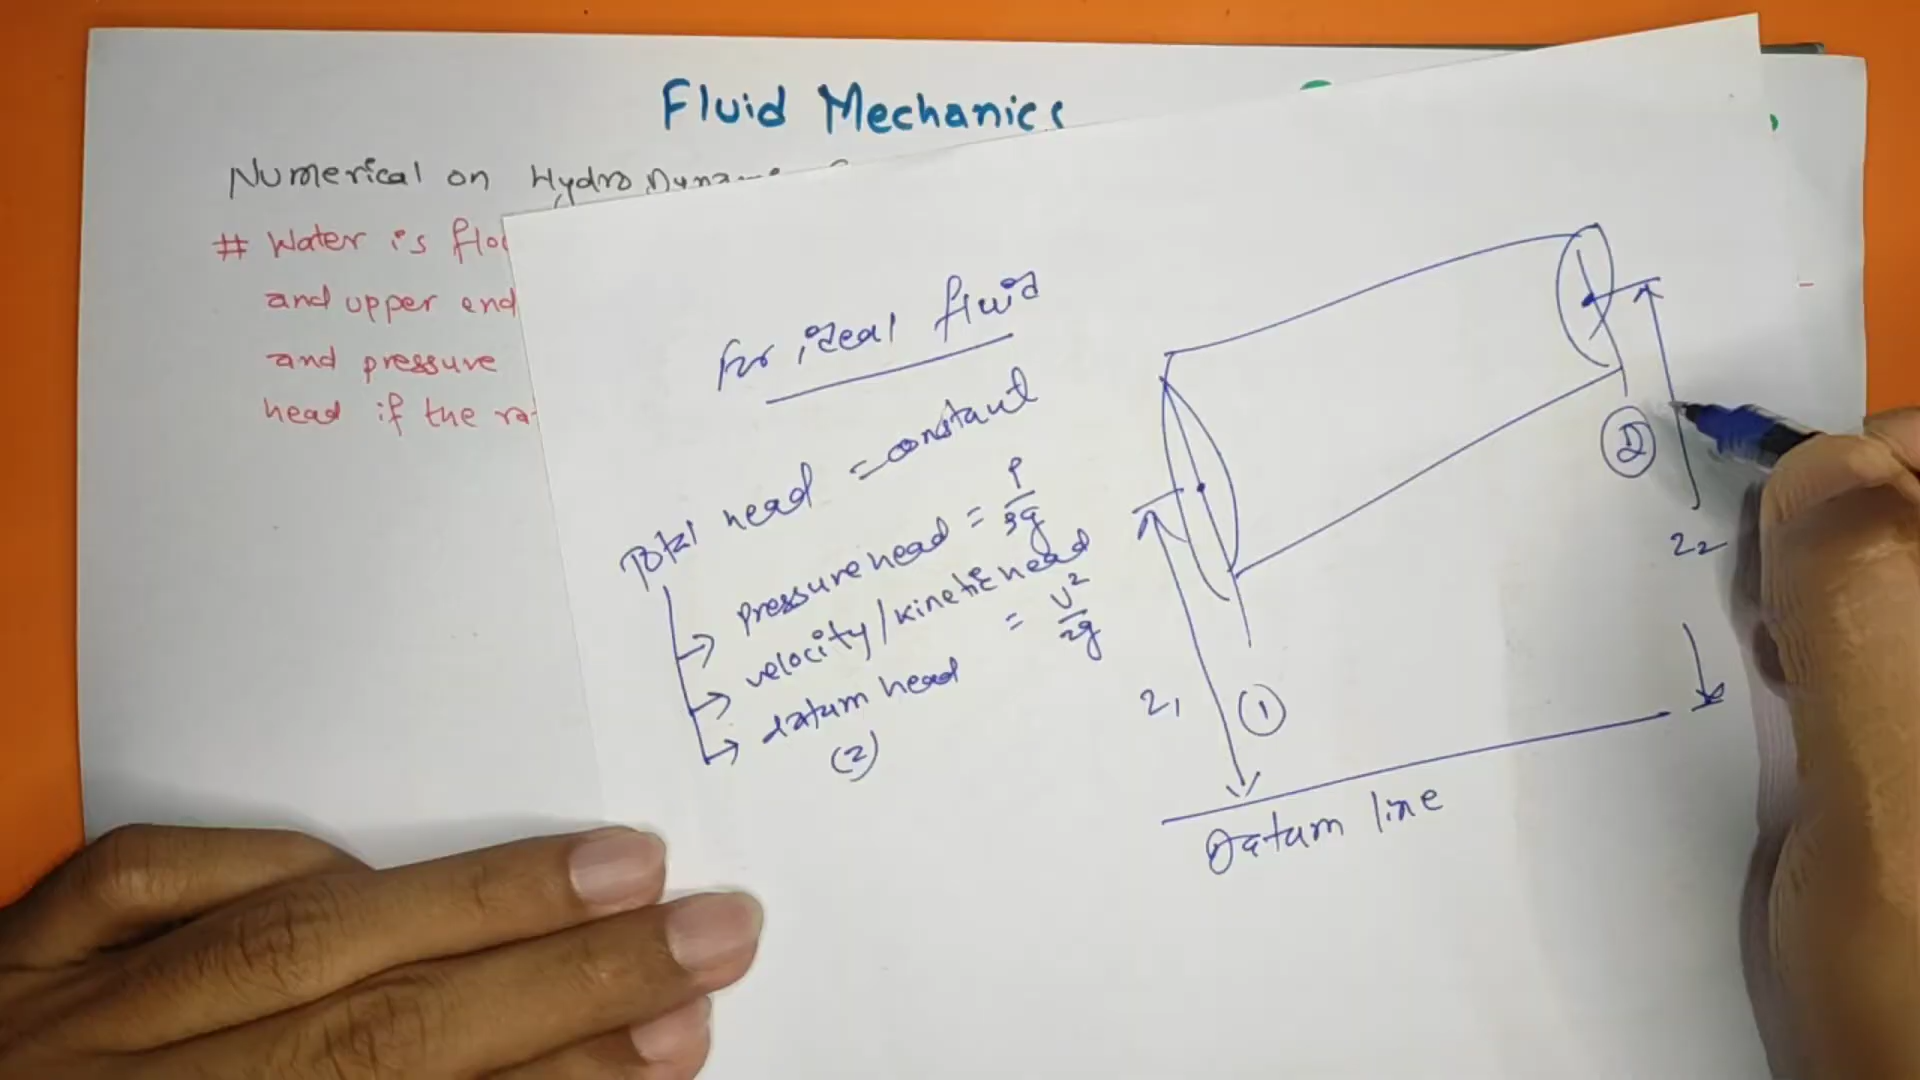 Fluid Mechanics
Numerical on Hydro
# Water is
and upper end
and pressure
head if the
For ideal fluid
Total head = constant
pressure head = P/ρg
velocity/kinetic head = v²/2g
datum head
(z)
2
z₂
z₁
1
Datum line